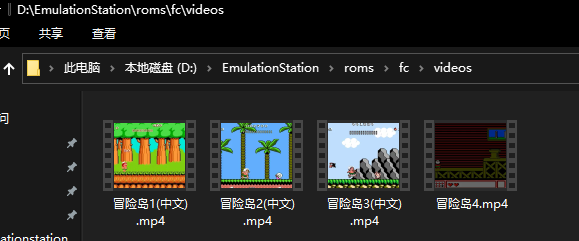 D:\EmulationStation\roms\fc\videos
页 共享 查看
此电脑 > 本地磁盘 (D:) > EmulationStation > roms > fc > videos
问
冒险岛1(中文) 冒险岛2(中文) 冒险岛3(中文) 冒险岛4.mp4
.mp4 .mp4 .mp4
ationstation